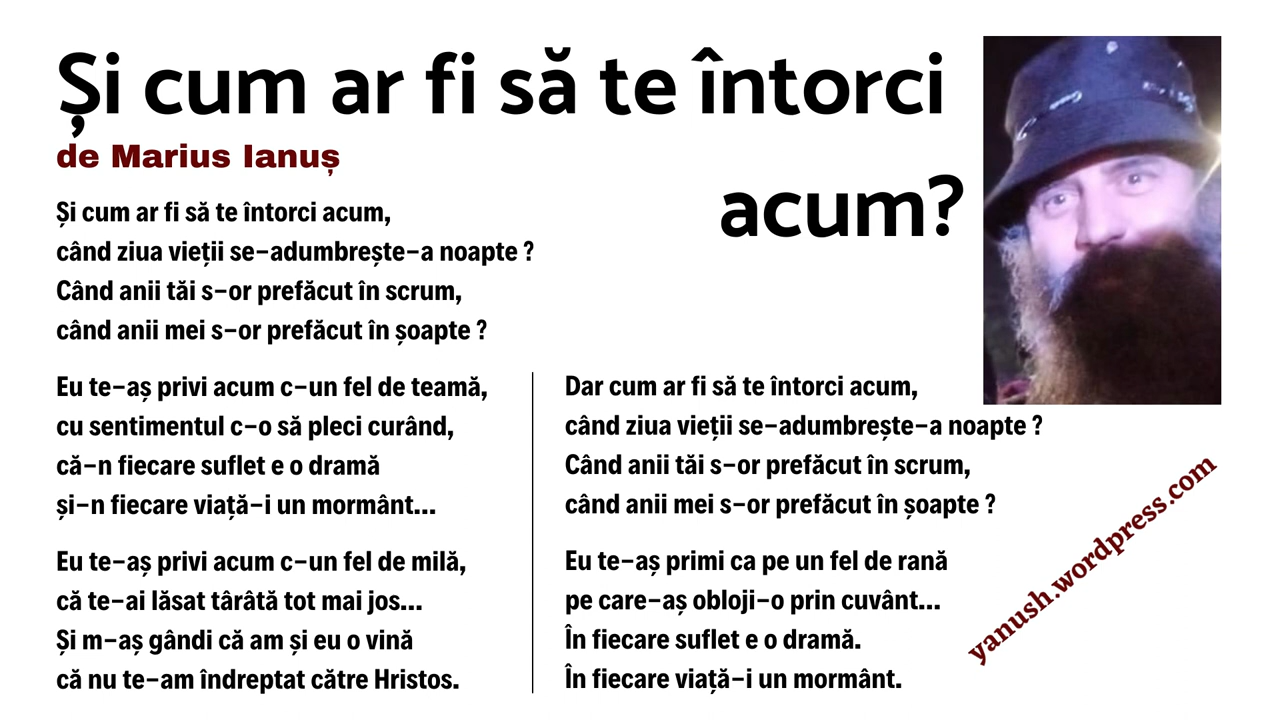 Și cum ar fi să te întorci
acum?
de Marius Ianuș
Și cum ar fi să te întorci acum,
când ziua vieții se–adumbrește–a noapte ?
Când anii tăi s–or prefăcut în scrum,
când anii mei s–or prefăcut în șoapte ?
Eu te–aș privi acum c–un fel de teamă,
cu sentimentul c–o să pleci curând,
că–n fiecare suflet e o dramă
și–n fiecare viață–i un mormânt...
Eu te–aș privi acum c–un fel de milă,
că te–ai lăsat târâtă tot mai jos...
Și m–aș gândi că am și eu o vină
că nu te–am îndreptat către Hristos.
Dar cum ar fi să te întorci acum,
când ziua vieții se–adumbrește–a noapte ?
Când anii tăi s–or prefăcut în scrum,
când anii mei s–or prefăcut în șoapte ?
Eu te–aș primi ca pe un fel de rană
pe care–aș obloji–o prin cuvânt...
În fiecare suflet e o dramă.
În fiecare viață–i un mormânt.
yanush.wordpress.com